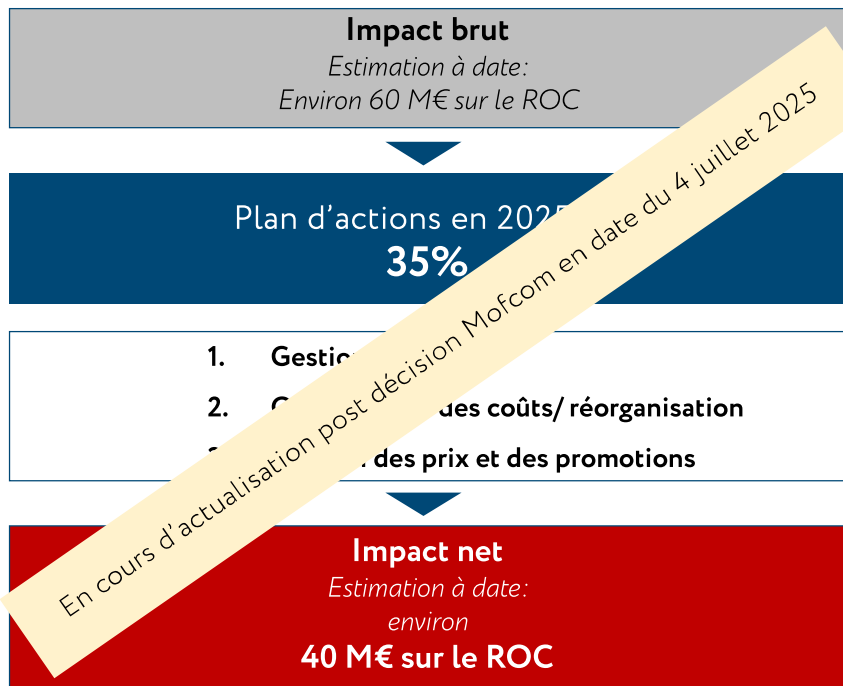 Impact brut
Estimation à date:
Environ 60 M€ sur le ROC
Plan d'actions en 2025
35%
1.
2. des coûts/ réorganisation
des prix et des promotions
En cours d'actualisation post décision Mofcom en date du 4 juillet 2025
Impact net
Estimation à date:
environ
40 M€ sur le ROC